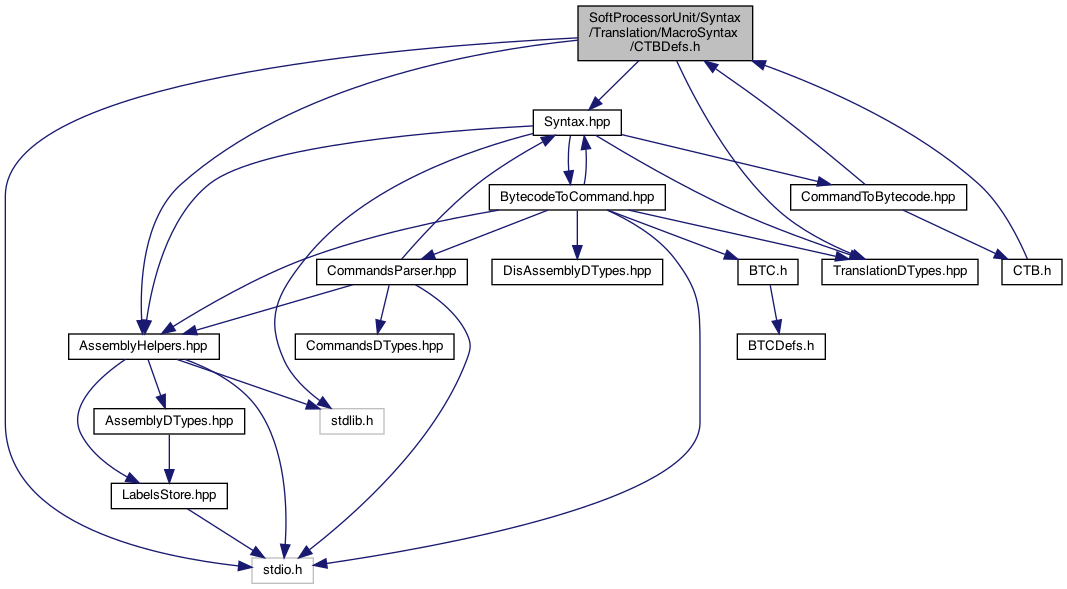 SoftProcessorUnit/Syntax
/Translation/MacroSyntax
/CTBDefs.h
Syntax.hpp
BytecodeToCommand.hpp
CommandToBytecode.hpp
CommandsParser.hpp
DisAssemblyDTypes.hpp
BTC.h
TranslationDTypes.hpp
CTB.h
AssemblyHelpers.hpp
CommandsDTypes.hpp
BTCDefs.h
AssemblyDTypes.hpp
stdlib.h
LabelsStore.hpp
stdio.h